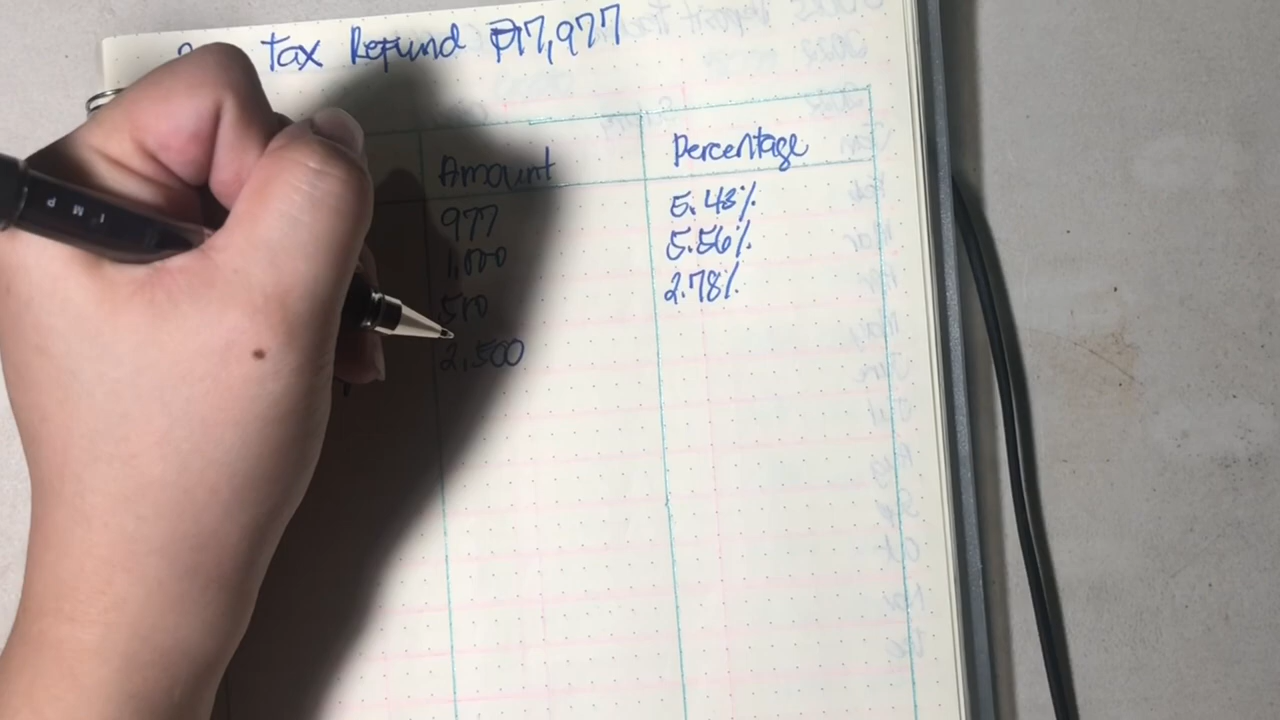 Tax Refund ₱17,977
Amount Percentage
977 5.43%
1,000 5.56%
500 2.78%
2,500